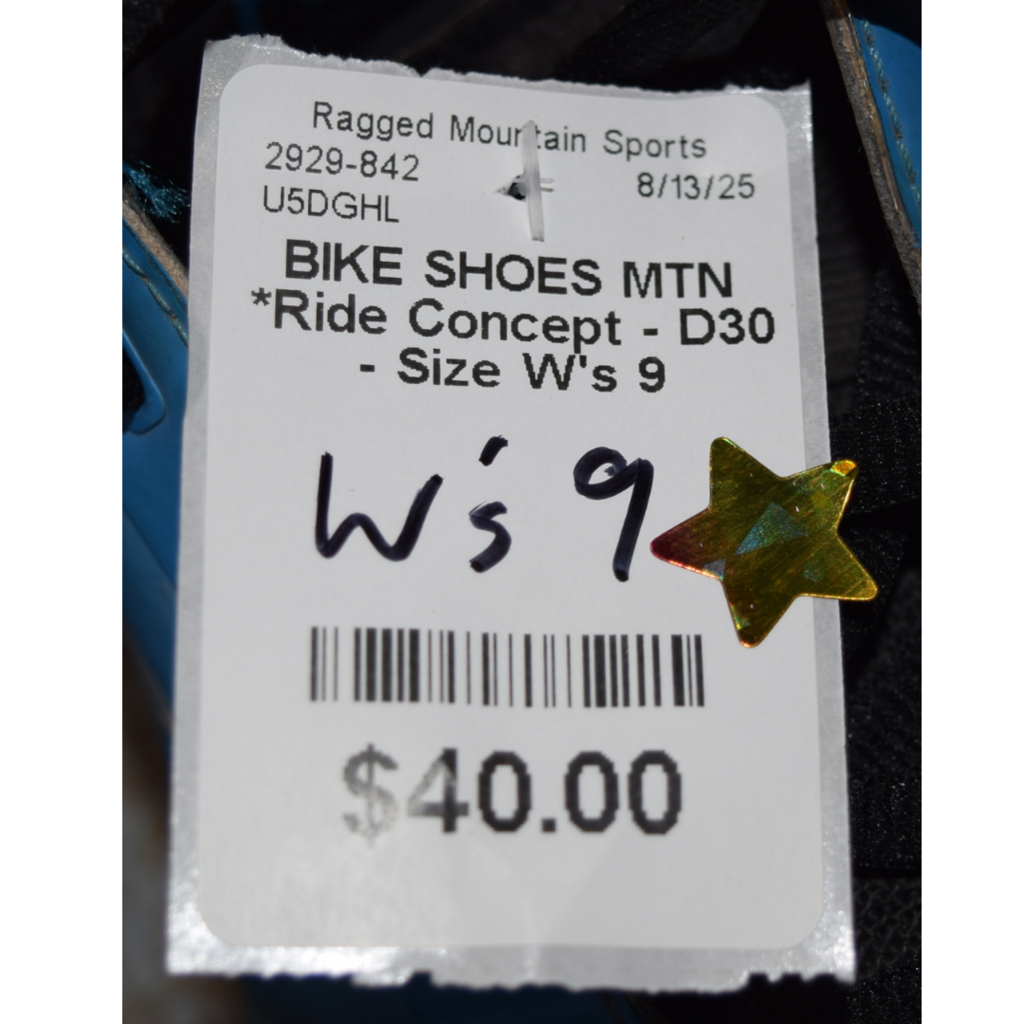 Ragged Mountain Sports
2929-842 8/13/25
U5DGHL
BIKE SHOES MTN
*Ride Concept - D30
- Size W's 9
W's 9
$40.00